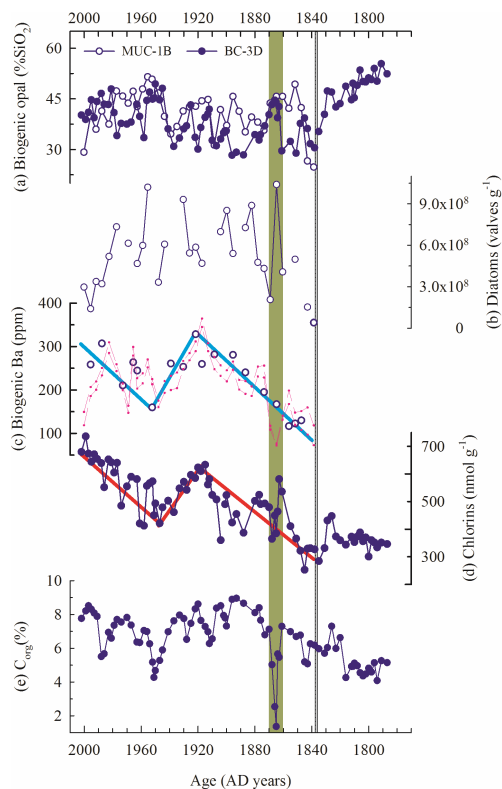 2000 1960 1920 1880 1840 1800
MUC-1B BC-3D
(a) Biogenic opal (%SiO2)
60
45
30
(b) Diatoms (valves g-1)
9.0x10^8
6.0x10^8
3.0x10^8
0
(c) Biogenic Ba (ppm)
400
300
200
100
(d) Chlorins (nmol g-1)
700
500
300
(e) Corg(%)
10
8
6
4
2
2000 1960 1920 1880 1840 1800
Age (AD years)